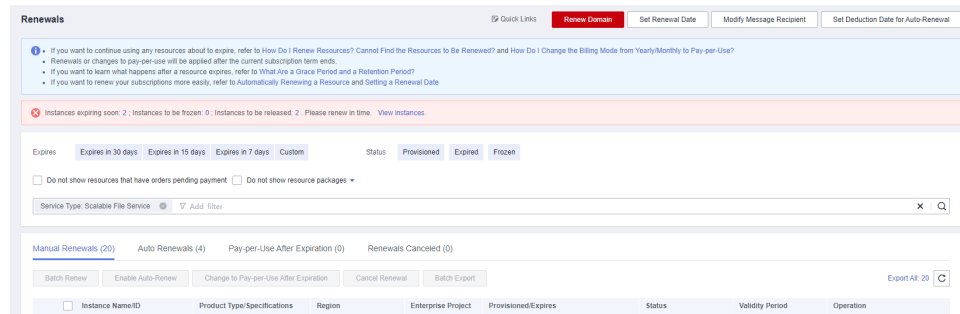 Renewals Quick Links Renew Domain Set Renewal Date Modify Message Recipient Set Deduction Date for Auto-Renewal
• If you want to continue using any resources about to expire, refer to How Do I Renew Resources? Cannot Find the Resources to Be Renewed? and How Do I Change the Billing Mode from Yearly/Monthly to Pay-per-Use?
• Renewals or changes to pay-per-use will be applied after the current subscription term ends.
• If you want to learn what happens after a resource expires, refer to What Are a Grace Period and a Retention Period?
• If you want to renew your subscriptions more easily, refer to Automatically Renewing a Resource and Setting a Renewal Date
Instances expiring soon: 2 ; Instances to be frozen: 0 ; Instances to be released: 2 . Please renew in time. View instances.
Expires Expires in 30 days Expires in 15 days Expires in 7 days Custom Status Provisioned Expired Frozen
Do not show resources that have orders pending payment Do not show resource packages
Service Type: Scalable File Service Add filter
Manual Renewals (20) Auto Renewals (4) Pay-per-Use After Expiration (0) Renewals Canceled (0)
Batch Renew Enable Auto-Renew Change to Pay-per-Use After Expiration Cancel Renewal Batch Export Export All: 20
Instance Name/ID Product Type/Specifications Region Enterprise Project Provisioned/Expires Status Validity Period Operation